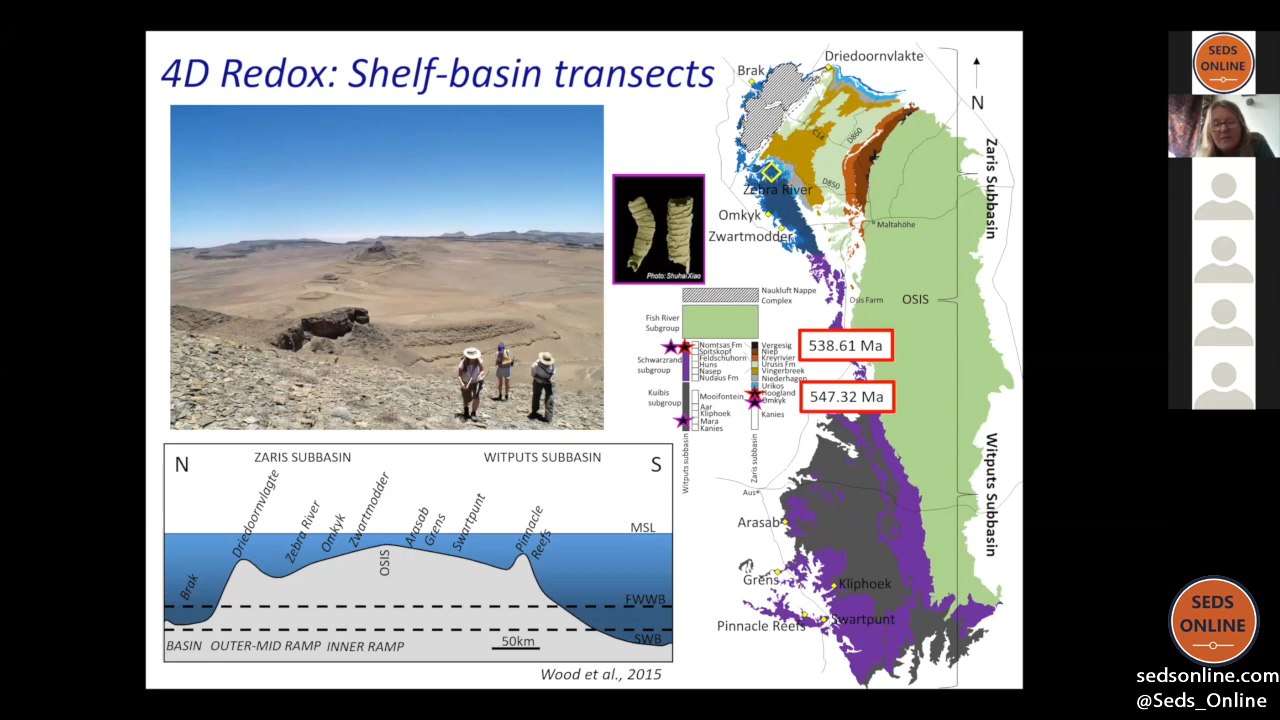 4D Redox: Shelf-basin transects
Photo: Shuhai Xiao
Driedoornvlakte
Brak
N
C14
D860
D850
Zebra River
Omkyk
Zwartmodder
Maltahöhe
Zaris Subbasin
Osis Farm
OSIS
Naukluft Nappe
Complex
Fish River
Subgroup
Schwarzrand
subgroup
Kuibis
subgroup
Nomtsas Fm
Spitskopf
Feldschuhorn
Huns
Nasep
Nudaus Fm
Mooifontein
Aar
Kliphoek
Mara
Kanies
Vergesig
Niep
Kreyrivier
Urusis Fm
Vingerbreek
Niederhagen
Urikos
Hoogland
Omkyk
Kanies
Witputs subbasin
Zaris subbasin
538.61 Ma
547.32 Ma
Witputs Subbasin
Aus
Arasab
Grens
Kliphoek
Pinnacle Reefs
Swartpunt
N
ZARIS SUBBASIN
WITPUTS SUBBASIN
S
Brak
Driedoornvlagte
Zebra River
Omkyk
Zwartmodder
OSIS
Arasab
Grens
Swartpunt
Pinnacle
Reefs
MSL
FWWB
SWB
BASIN
OUTER-MID RAMP
INNER RAMP
50km
Wood et al., 2015
SEDS
ONLINE
SEDS
ONLINE
sedsonline.com
@Seds_Online